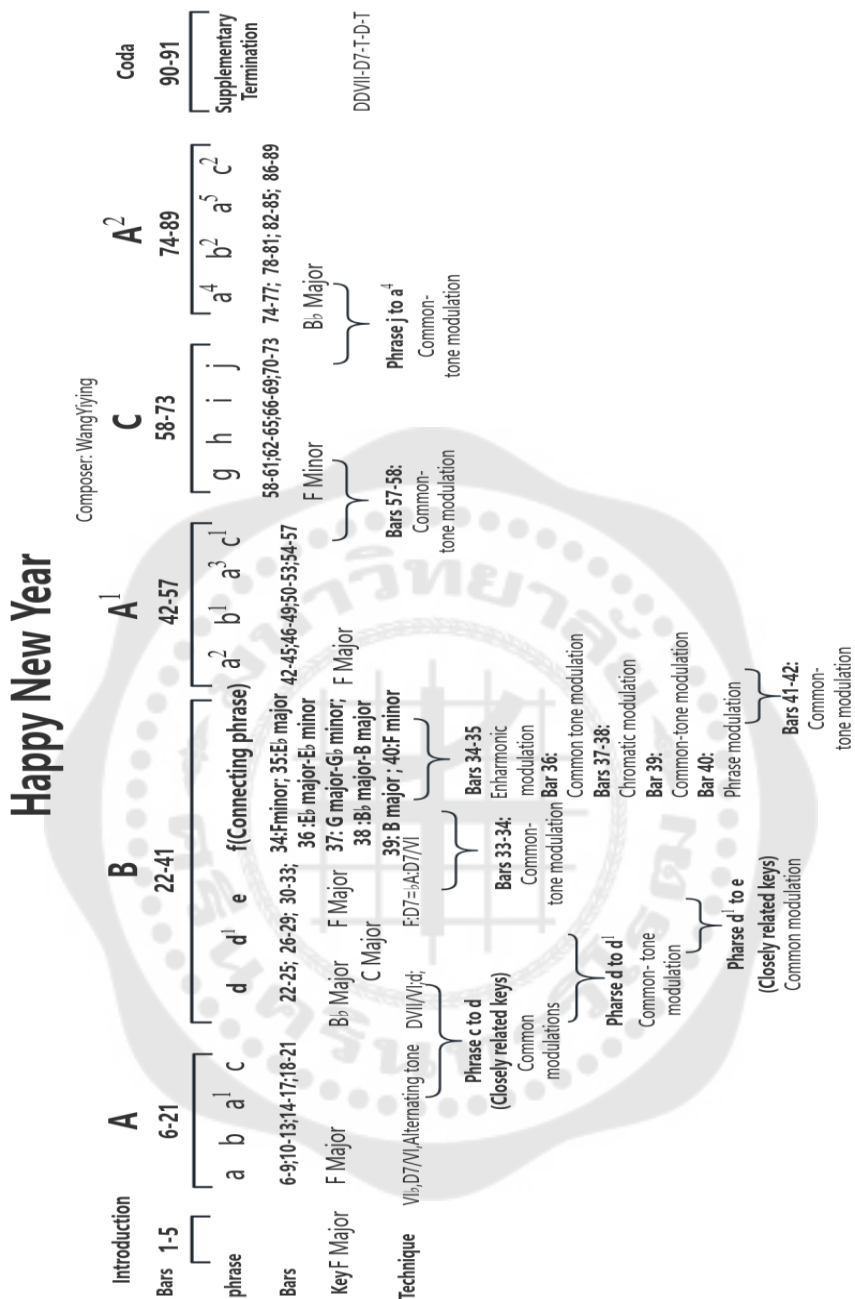 Happy New Year
Composer: WangYiying
Introduction A B A1 C A2 Coda
Bars 1-5 6-21 22-41 42-57 58-73 74-89 90-91
phrase a b a1 c d d1 e f(Connecting phrase) a2 b1 a3 c1 g h i j a4 b2 a5 c2 Supplementary
Termination
Bars 6-9;10-13;14-17;18-21 22-25; 26-29; 30-33; 34:Fminor; 35:E♭ major 42-45;46-49;50-53;54-57 58-61;62-65;66-69;70-73 74-77; 78-81; 82-85; 86-89
36 :E♭ major-E♭ minor
Key F Major F Major B♭ Major F Major 37: G major-G♭ minor; F Major F Minor B♭ Major
C Major 38 :B♭ major-B major
39: B major ; 40:F minor
Technique VI♭,D7/VI,Alternating tone DVII/VI:d; F:D7=♭A:D7/VI DDVII-D7-T-D-T
Phrase c to d
(Closely related keys)
Common
modulations
Pharse d to d1
Common- tone
modulation
Pharse d1 to e
(Closely related keys)
Common modulation
Bars 33-34:
Common-
tone modulation
Bars 34-35
Enharmonic
modulation
Bar 36:
Common tone modulation
Bars 37-38:
Chromatic modulation
Bar 39:
Common-tone modulation
Bar 40:
Phrase modulation
Bars 41-42:
Common-
tone modulation
Bars 57-58:
Common-
tone modulation
Phrase j to a4
Common-
tone modulation